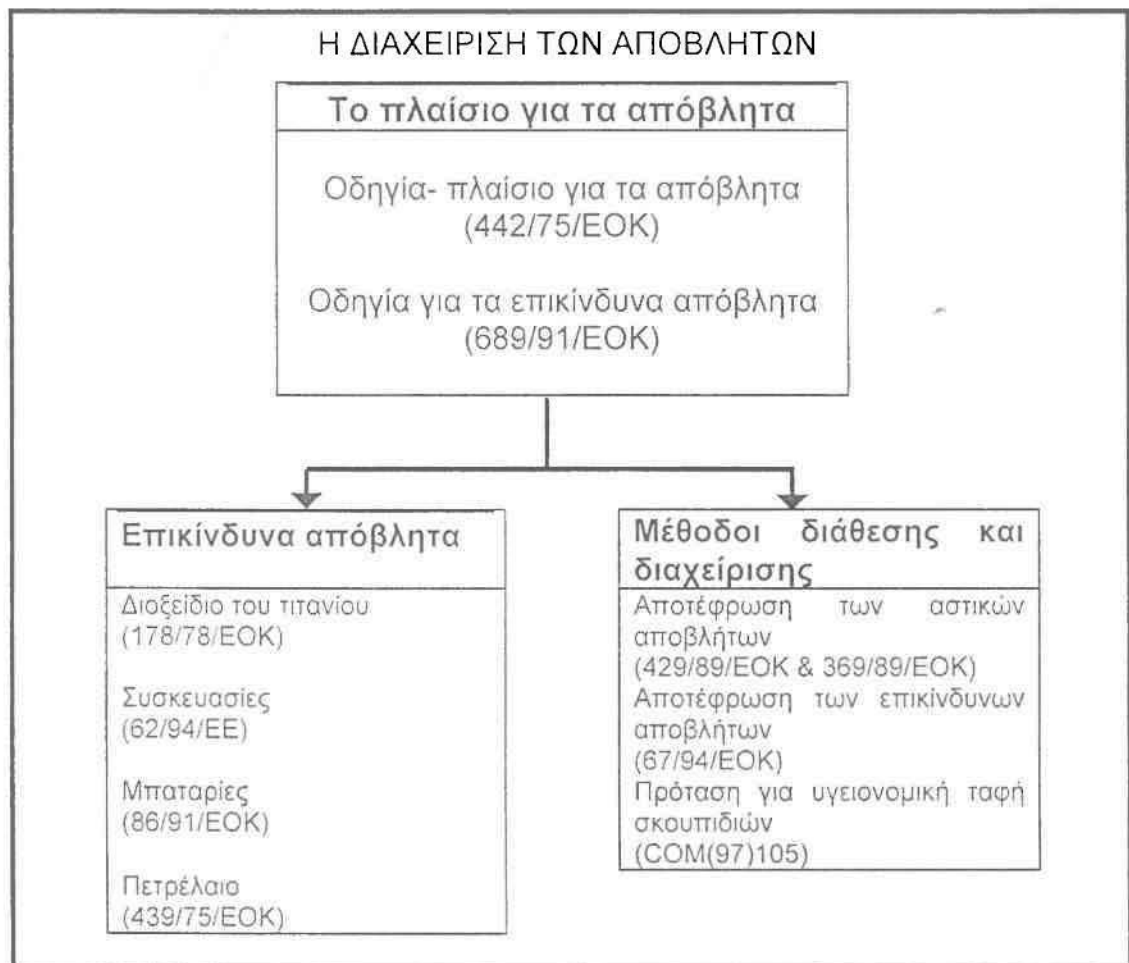 Η ΔΙΑΧΕΙΡΙΣΗ ΤΩΝ ΑΠΟΒΛΗΤΩΝ
Το πλαίσιο για τα απόβλητα
Οδηγία- πλαίσιο για τα απόβλητα
(442/75/ΕΟΚ)
Οδηγία για τα επικίνδυνα απόβλητα
(689/91/ΕΟΚ)
Επικίνδυνα απόβλητα
Διοξείδιο του τιτανίου
(178/78/ΕΟΚ)
Συσκευασίες
(62/94/ΕΕ)
Μπαταρίες
(86/91/ΕΟΚ)
Πετρέλαιο
(439/75/ΕΟΚ)
Μέθοδοι διάθεσης και
διαχείρισης
Αποτέφρωση των αστικών
αποβλήτων
(429/89/ΕΟΚ & 369/89/ΕΟΚ)
Αποτέφρωση των επικίνδυνων
αποβλήτων
(67/94/ΕΟΚ)
Πρόταση για υγειονομική ταφή
σκουπιδιών
(COM(97)105)